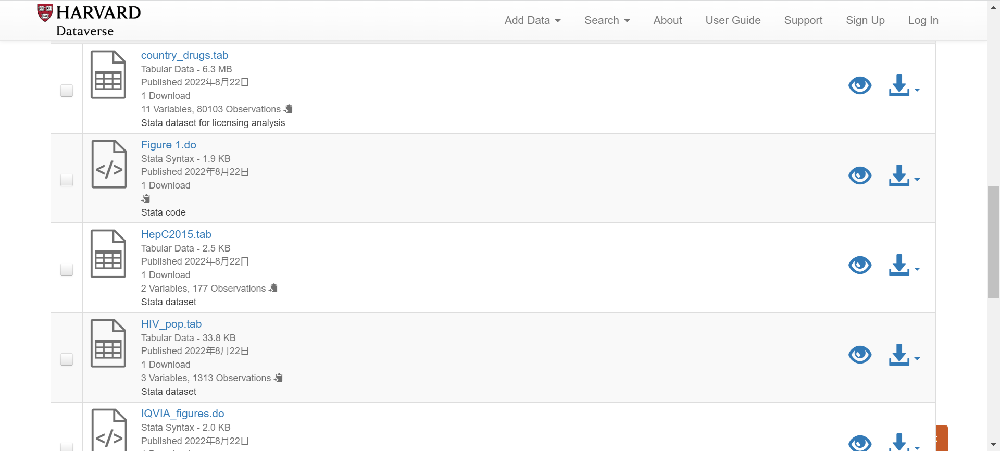 HARVARD
Dataverse
Add Data
Search
About
User Guide
Support
Sign Up
Log In
country_drugs.tab
Tabular Data - 6.3 MB
Published 2022年8月22日
1 Download
11 Variables, 80103 Observations
Stata dataset for licensing analysis
Figure 1.do
Stata Syntax - 1.9 KB
Published 2022年8月22日
1 Download
Stata code
HepC2015.tab
Tabular Data - 2.5 KB
Published 2022年8月22日
1 Download
2 Variables, 177 Observations
Stata dataset
HIV_pop.tab
Tabular Data - 33.8 KB
Published 2022年8月22日
1 Download
3 Variables, 1313 Observations
Stata dataset
IQVIA_figures.do
Stata Syntax - 2.0 KB
Published 2022年8月22日